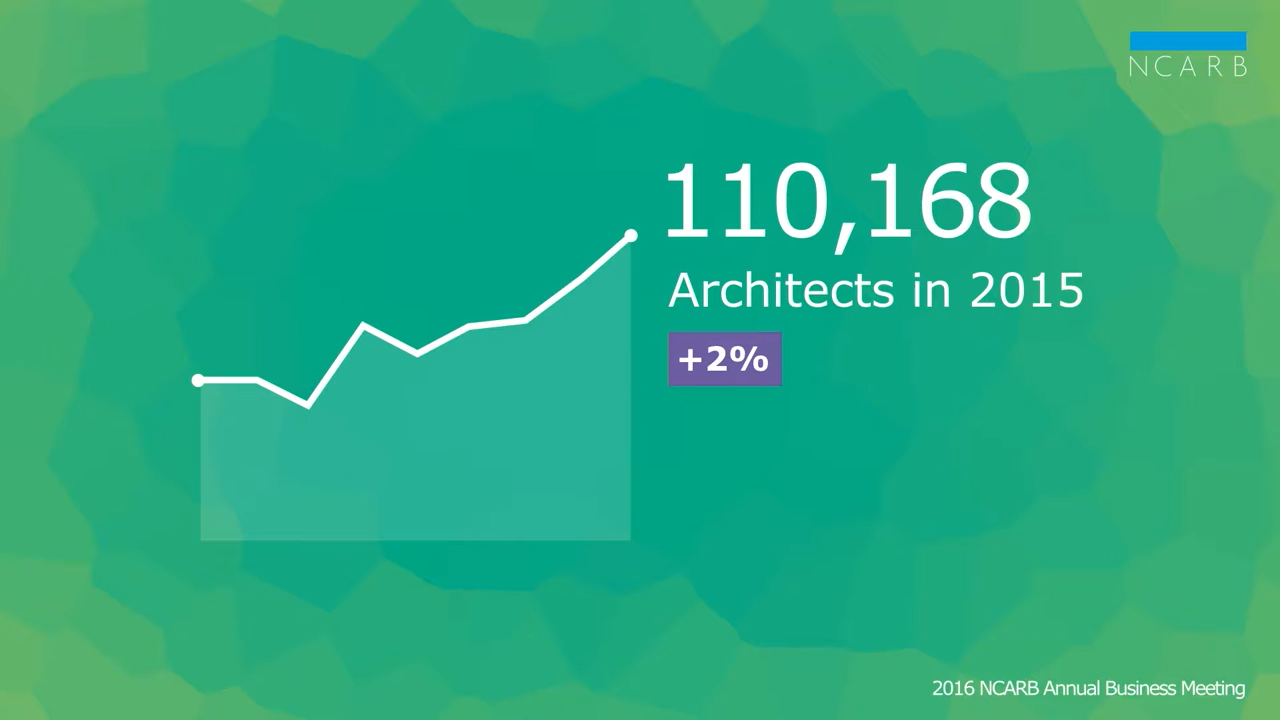 NCARB
110,168
Architects in 2015
+2%
2016 NCARB Annual Business Meeting